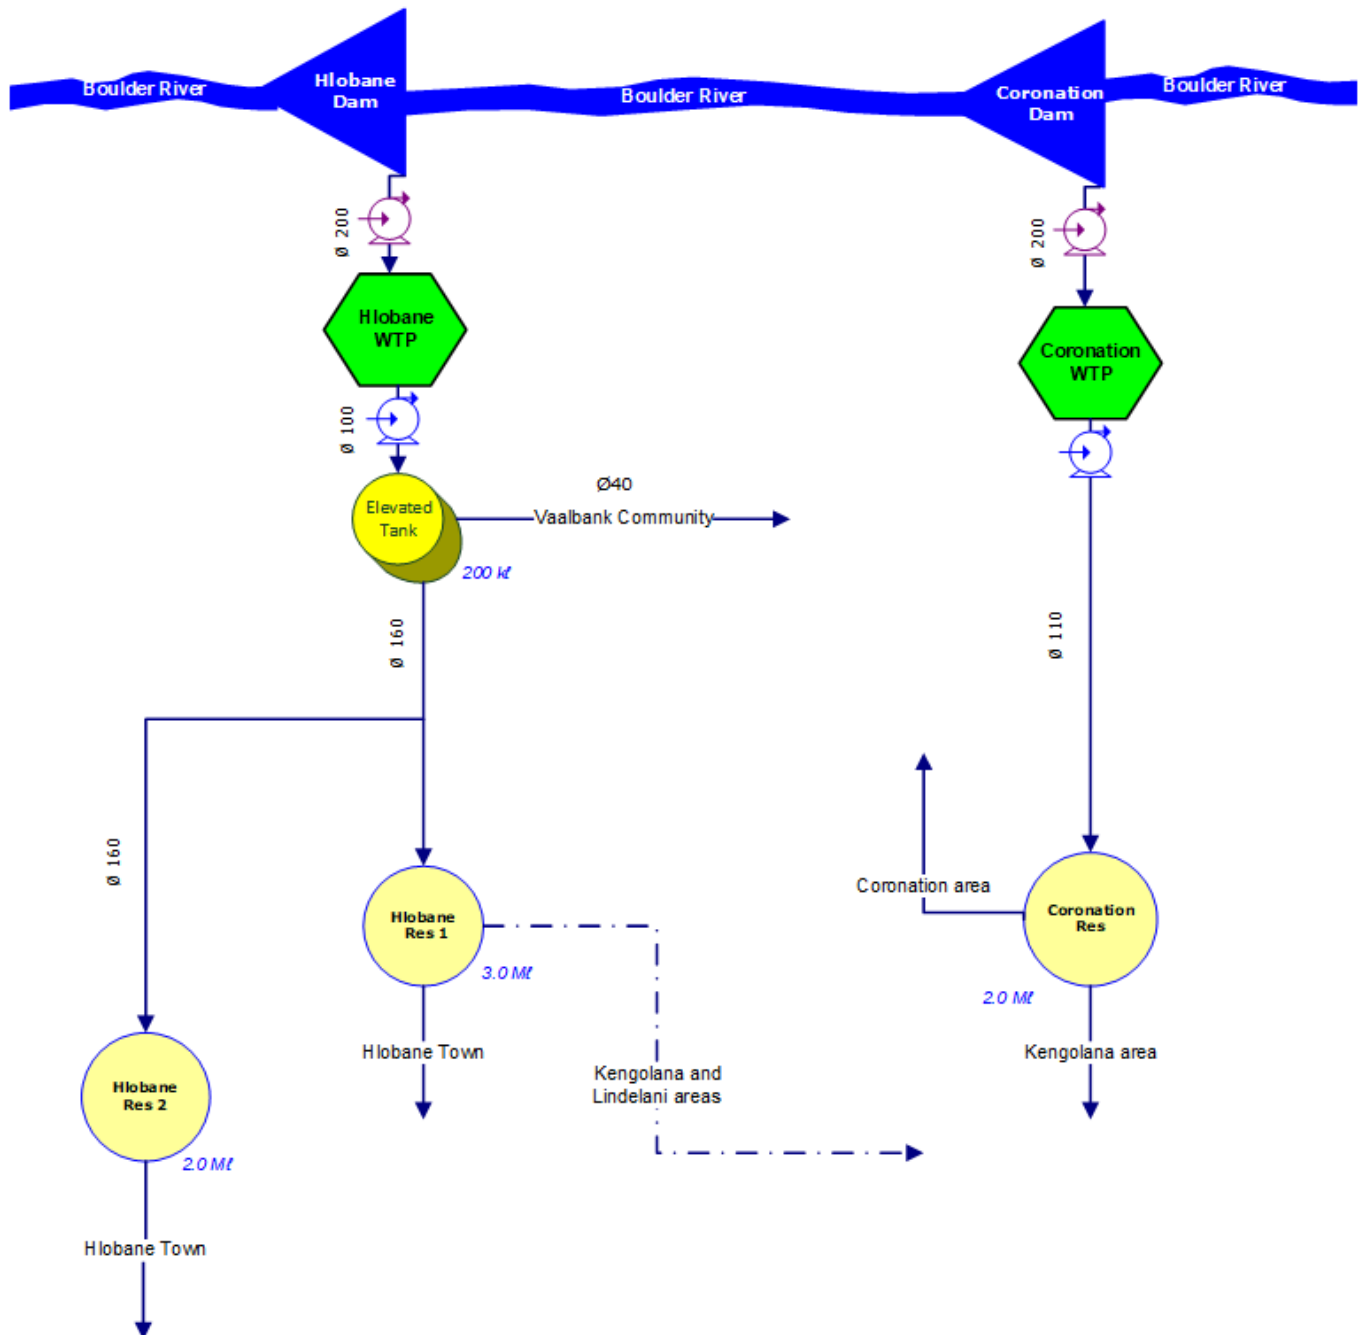 Boulder River
Hlobane
Dam
Boulder River
Coronation
Dam
Boulder River
Ø 200
Ø 200
Hlobane
WTP
Coronation
WTP
Ø 100
Elevated
Tank
Ø40
Vaalbank Community
200 kℓ
Ø 160
Ø 110
Ø 160
Hlobane
Res 1
3.0 Mℓ
Coronation area
Coronation
Res
2.0 Mℓ
Hlobane Town
Kengolana and
Lindelani areas
Kengolana area
Hlobane
Res 2
2.0 Mℓ
Hlobane Town